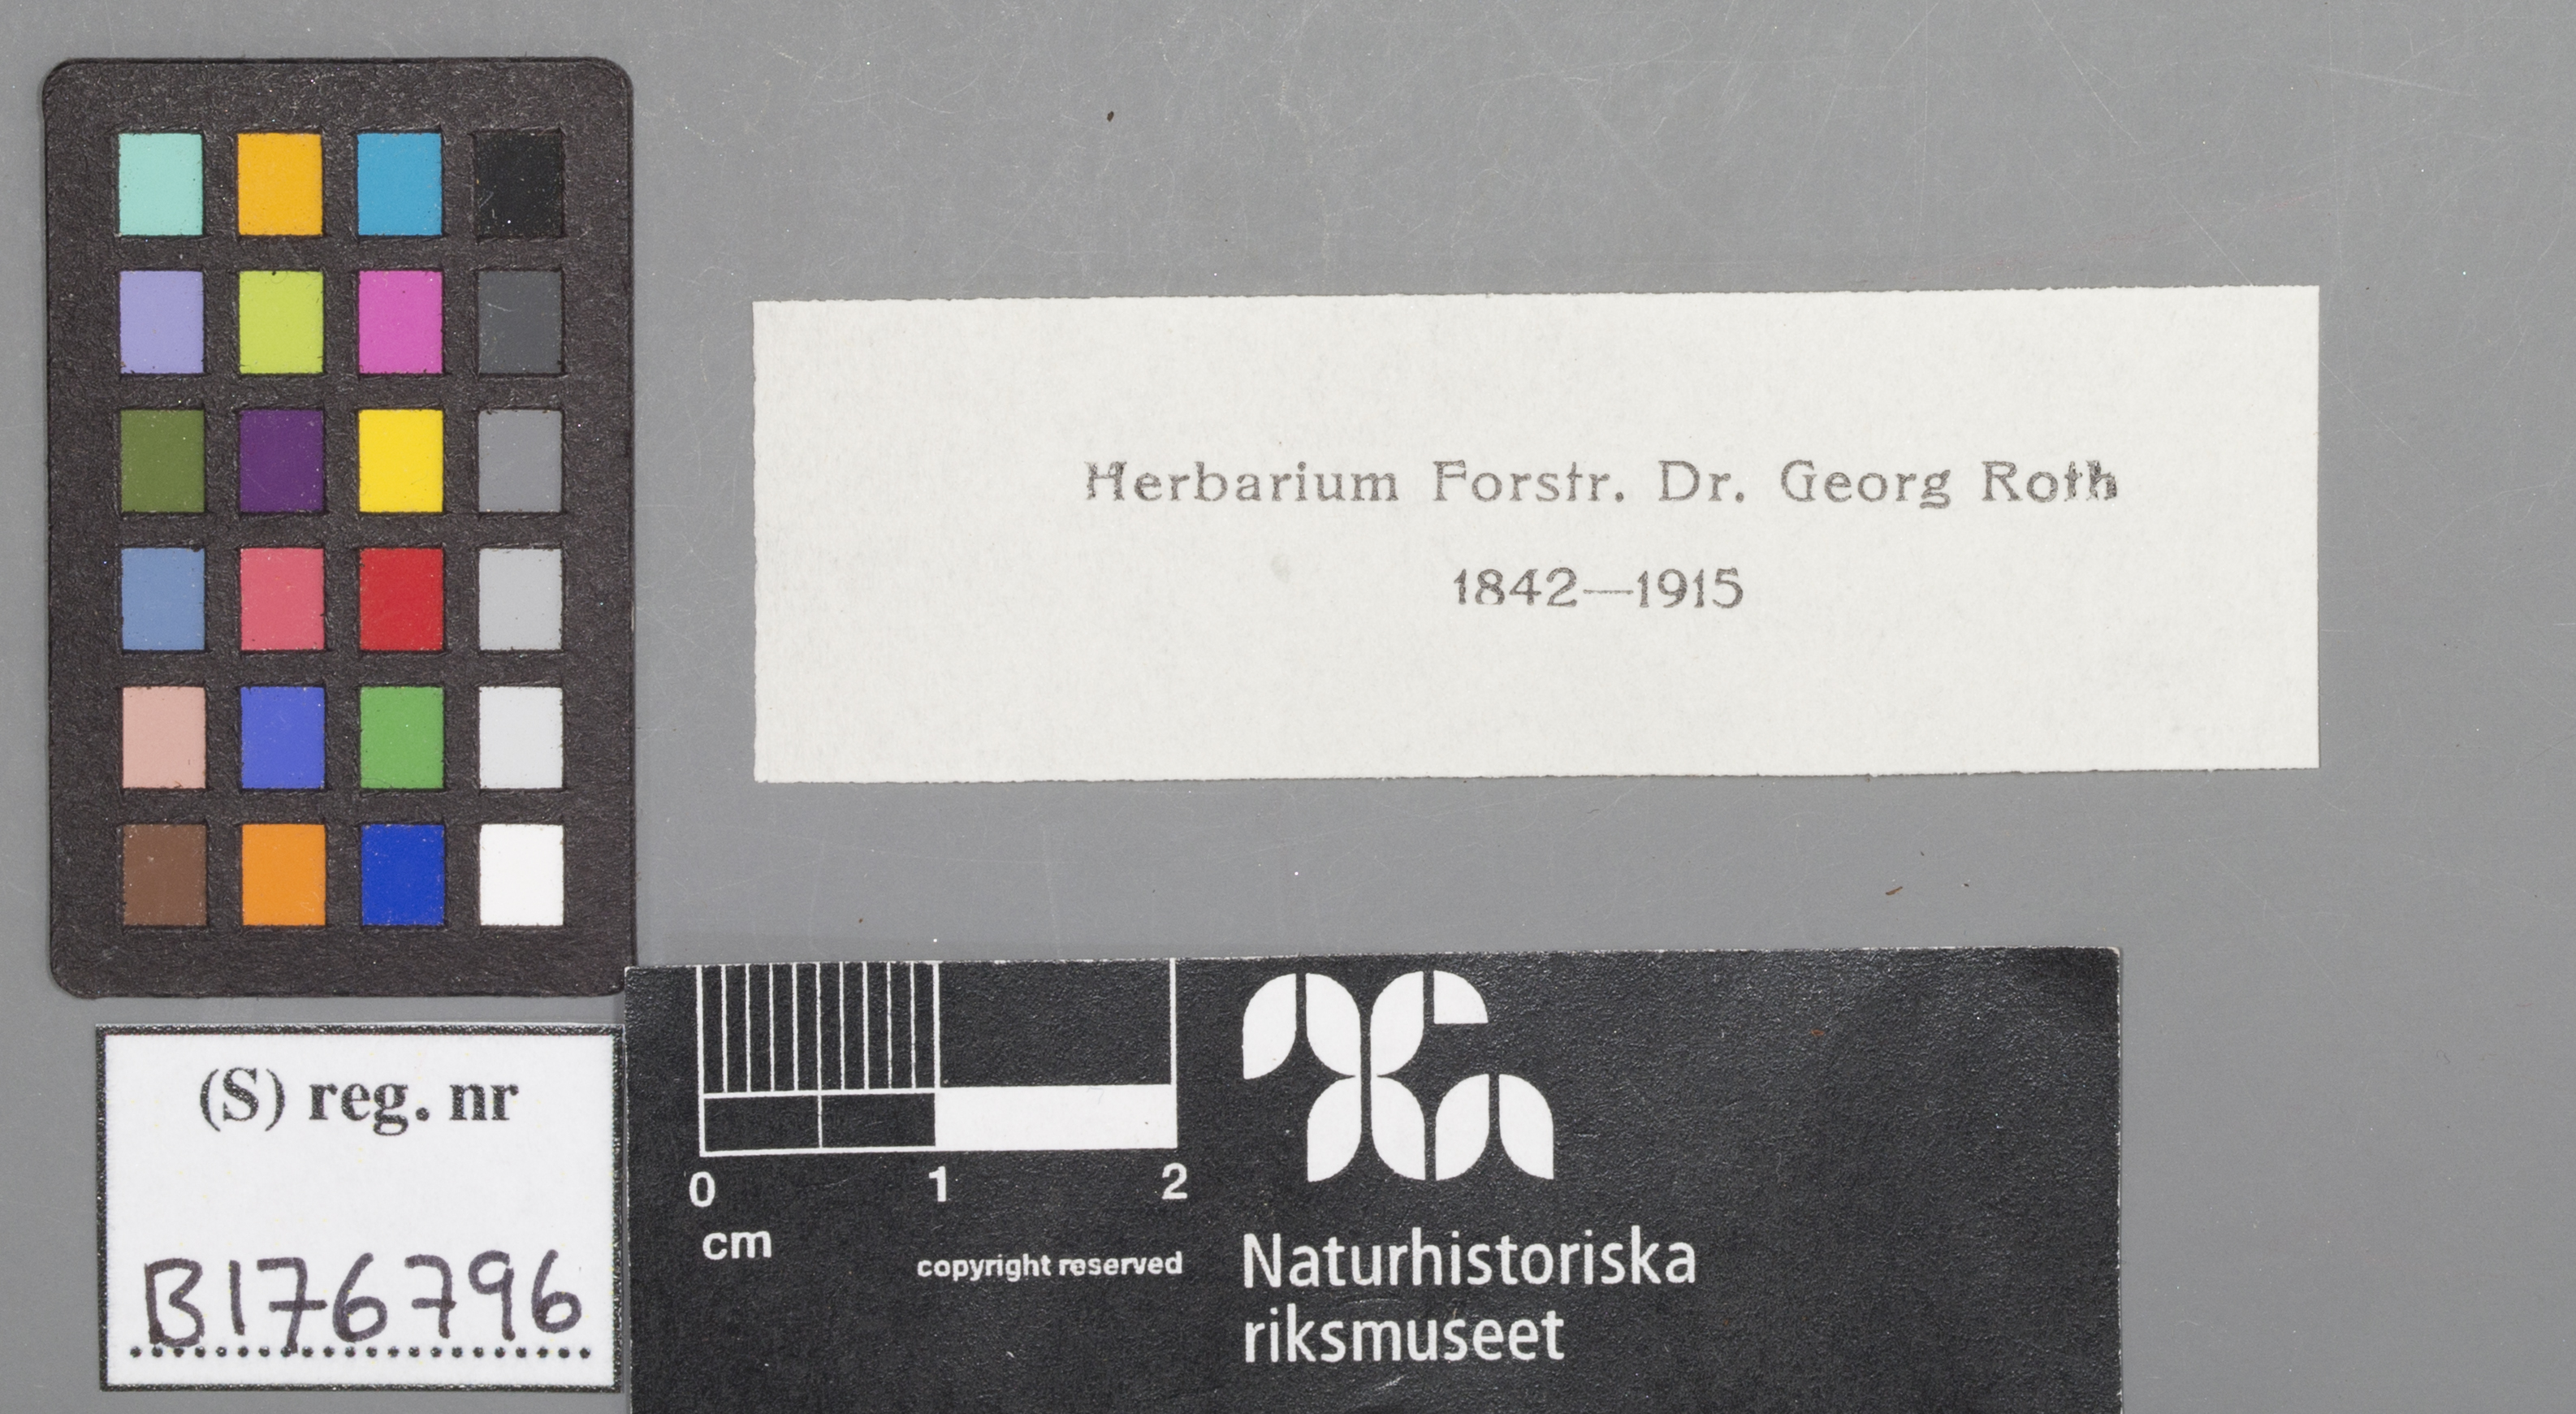 Herbarium Forstr. Dr. Georg Roth
1842—1915
(S) reg. nr
B176796
0 1 2
cm
copyright reserved
Naturhistoriska
riksmuseet